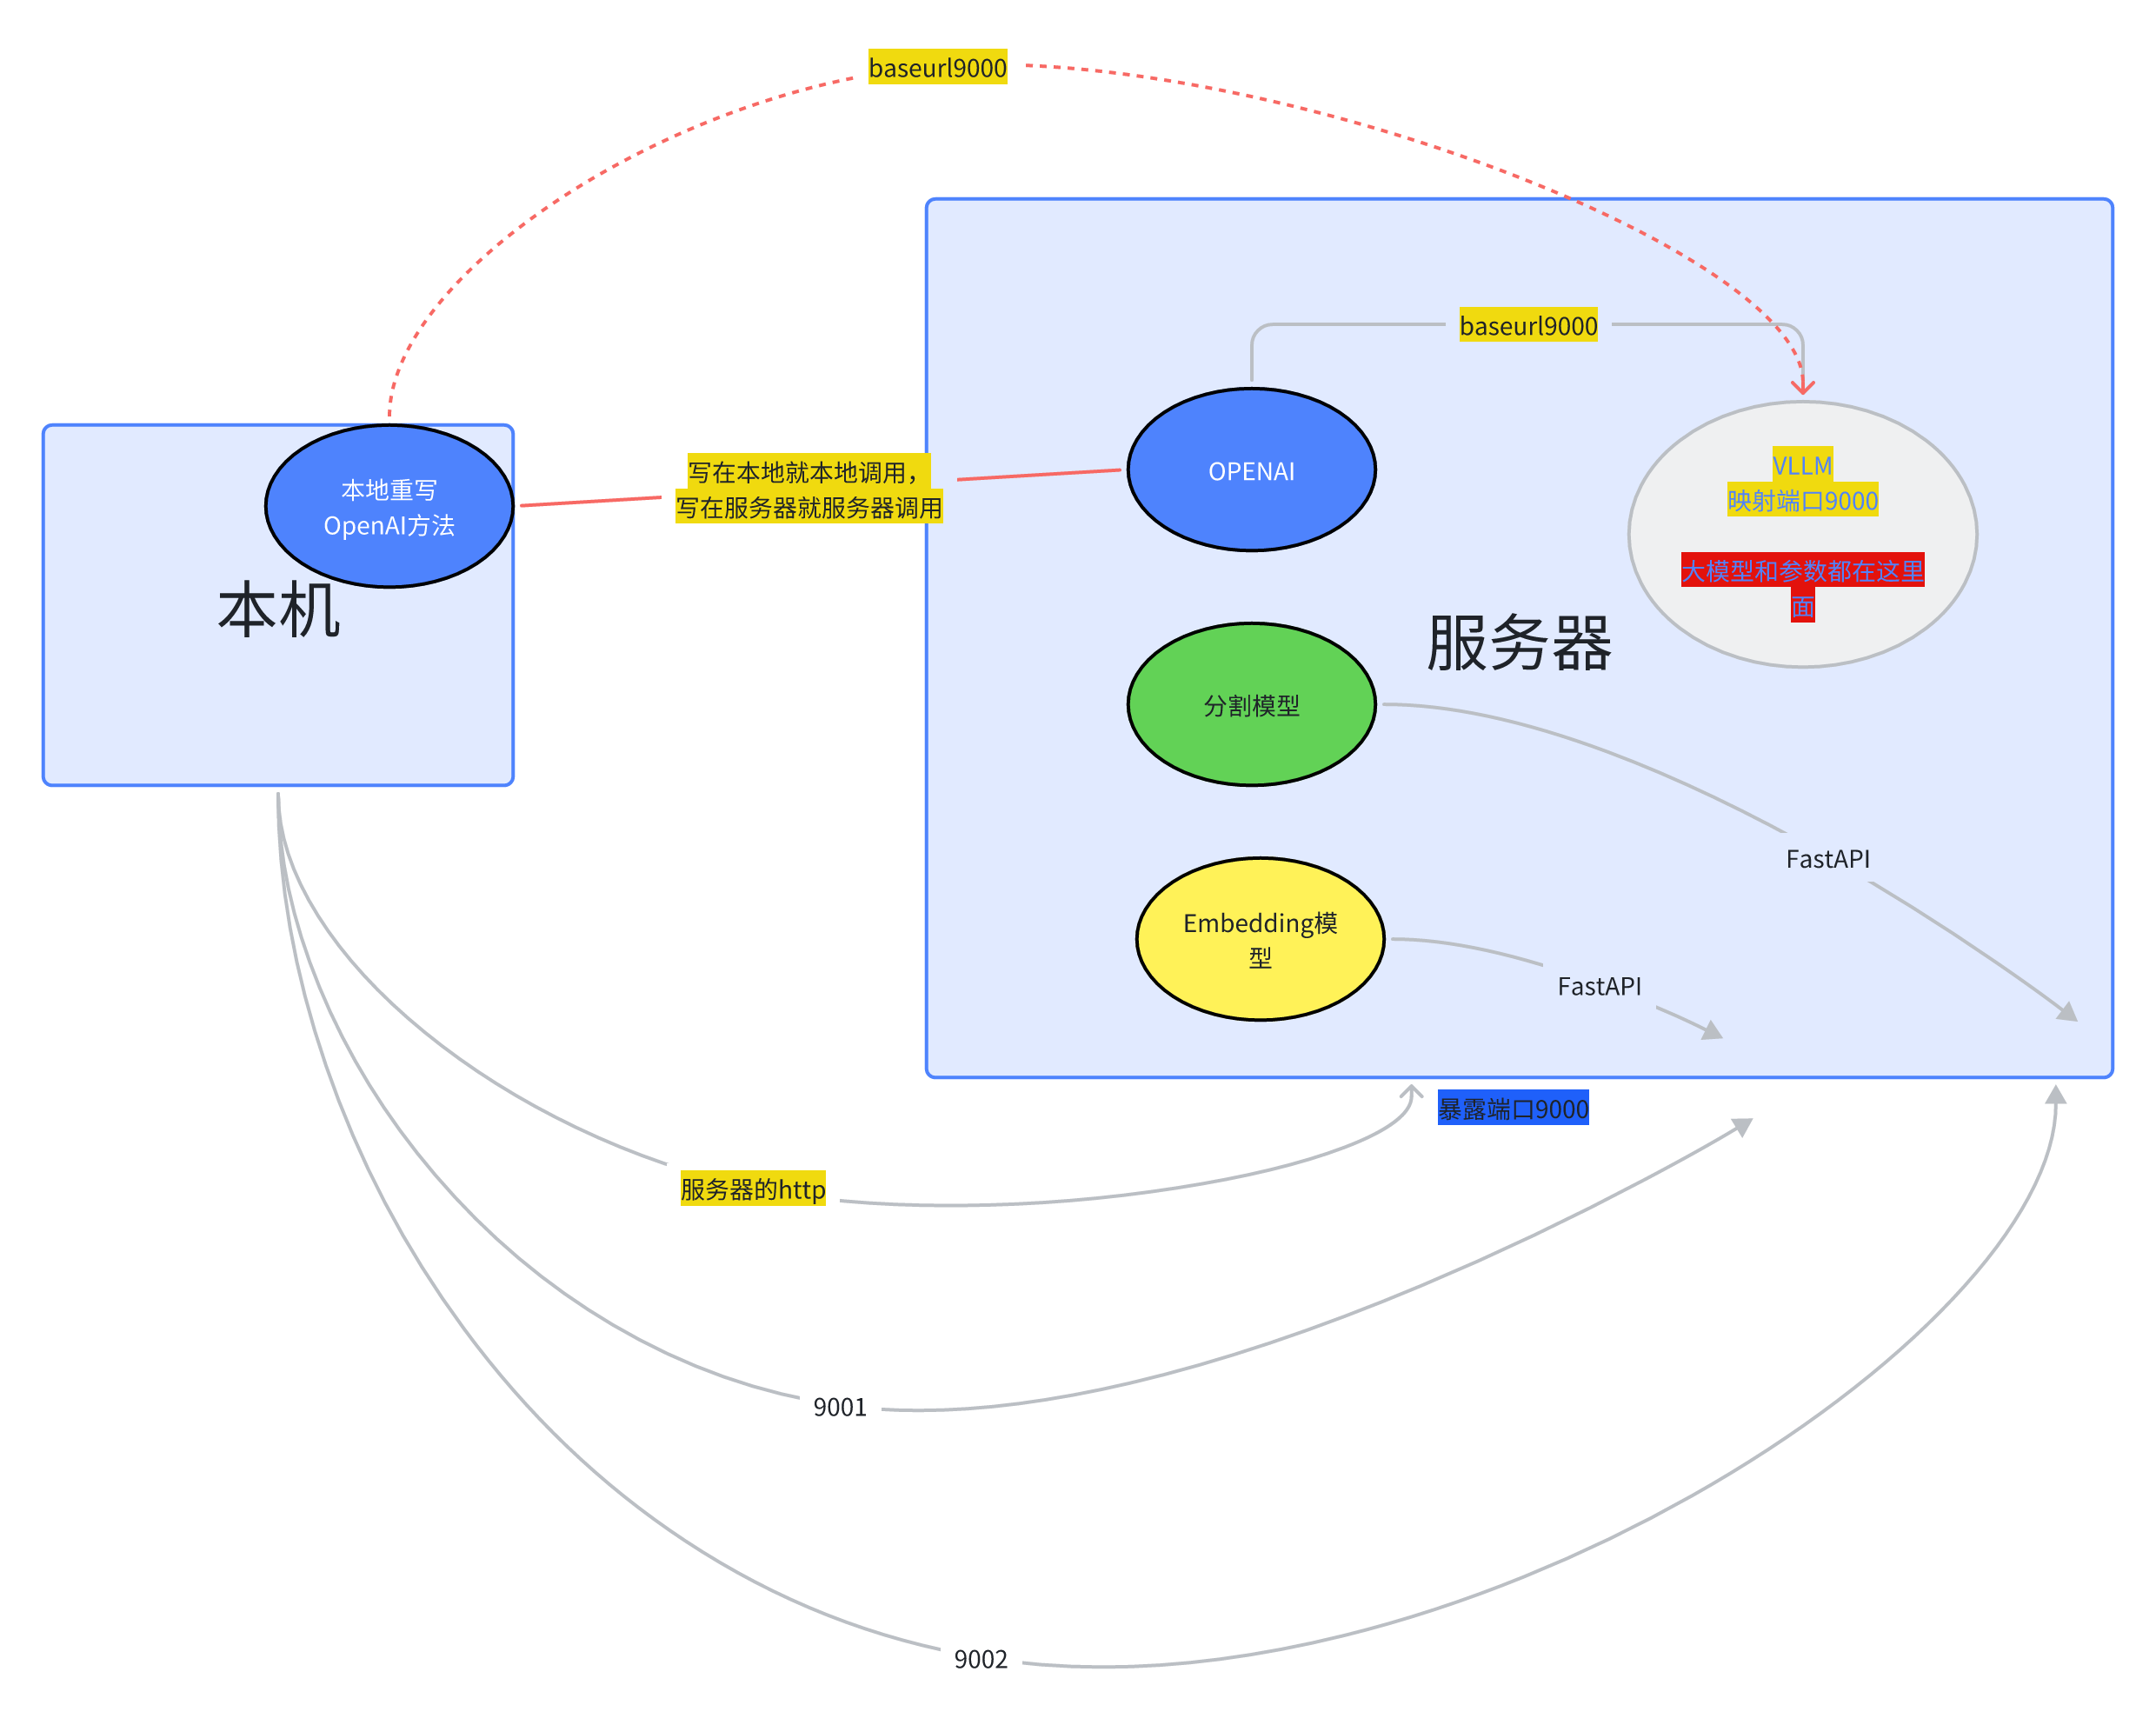 baseurl9000
baseurl9000
本地重写
OpenAI方法
本机
写在本地就本地调用，
写在服务器就服务器调用
OPENAI
VLLM
映射端口9000
大模型和参数都在这里
面
服务器
分割模型
FastAPI
Embedding模
型
FastAPI
暴露端口9000
服务器的http
9001
9002